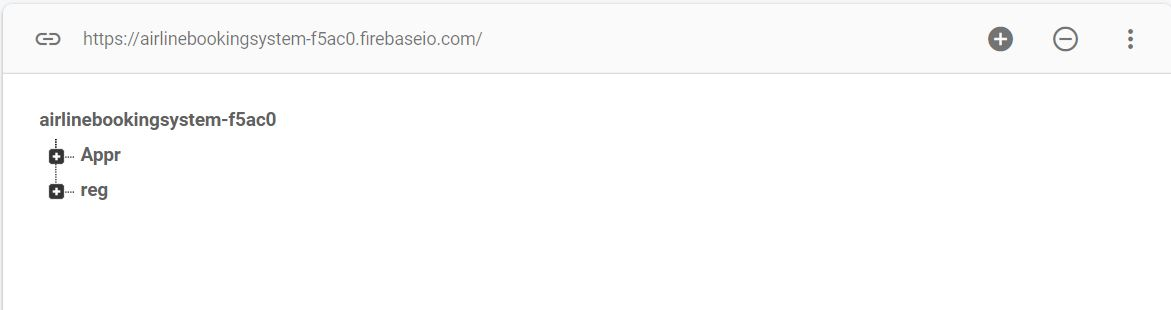 https://airlinebookingsystem-f5ac0.firebaseio.com/
airlinebookingsystem-f5ac0
Appr
reg